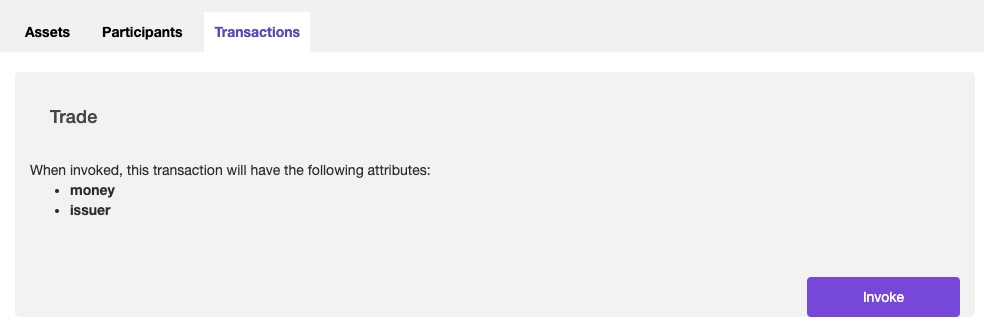 Assets Participants Transactions
Trade
When invoked, this transaction will have the following attributes:
• money
• issuer
Invoke